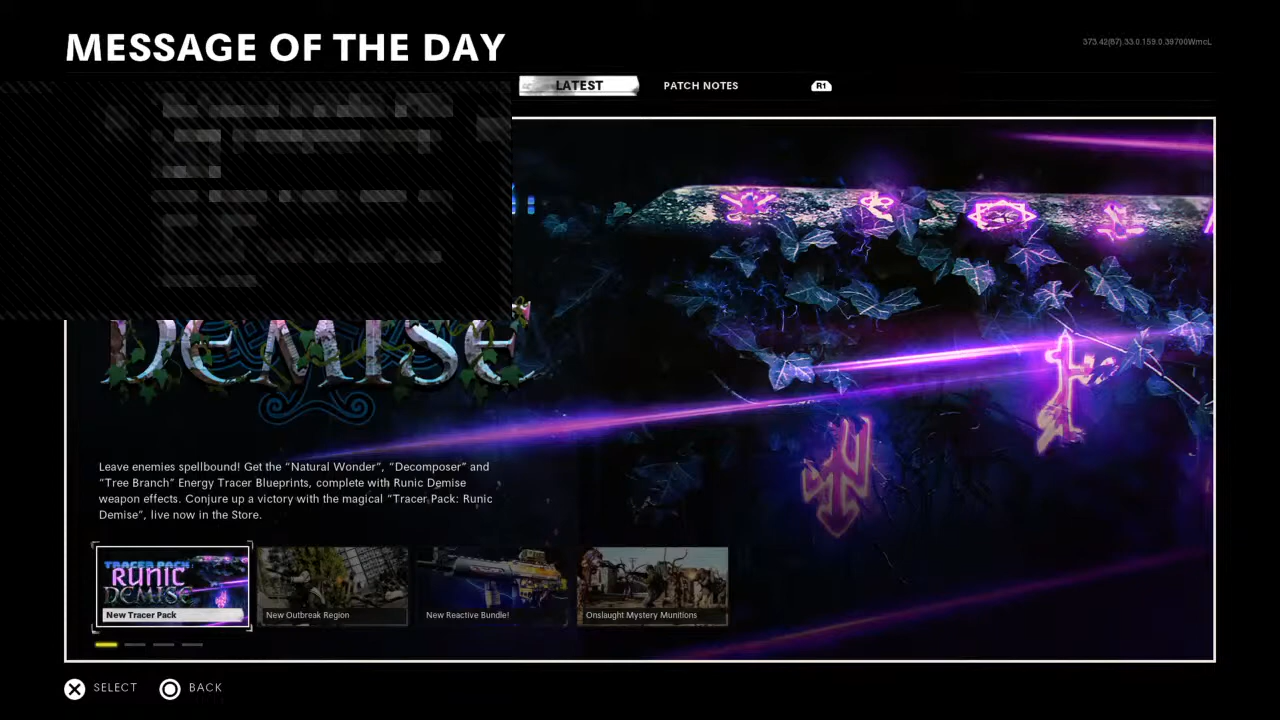 MESSAGE OF THE DAY
373.42(87).33.0.159.0.39700WmcL
LATEST
PATCH NOTES
R1
DEMISE
Leave enemies spellbound! Get the “Natural Wonder”, “Decomposer” and
“Tree Branch” Energy Tracer Blueprints, complete with Runic Demise
weapon effects. Conjure up a victory with the magical “Tracer Pack: Runic
Demise”, live now in the Store.
TRACER PACK:
RUNIC
DEMISE
New Tracer Pack
New Outbreak Region
New Reactive Bundle!
Onslaught Mystery Munitions
SELECT
BACK